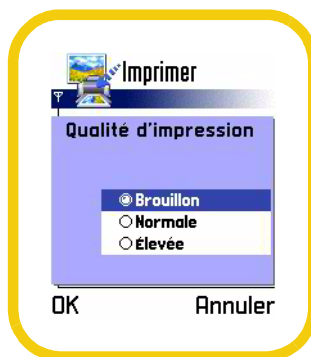 Imprimer
Qualité d'impression
Brouillon
Normale
Élevée
OK Annuler